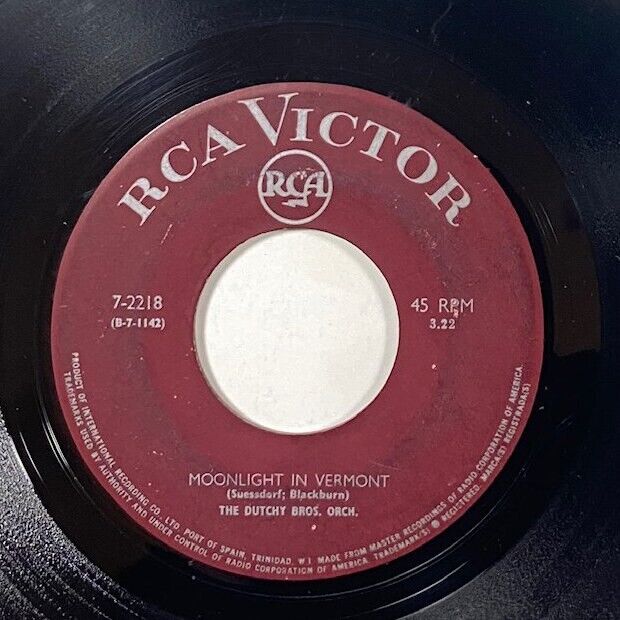 RCA VICTOR
RCA
7-2218
(B-7-1142)
45 RPM
3.22
MOONLIGHT IN VERMONT
(Suessdorf; Blackburn)
THE DUTCHY BROS. ORCH.
PRODUCT OF INTERNATIONAL RECORDING CO., LTD. PORT OF SPAIN, TRINIDAD, W I MADE FROM MASTER RECORDINGS OF RADIO CORPORATION OF AMERICA.
TRADEMARKS USED BY AUTHORITY AND UNDER CONTROL OF RADIO CORPORATION OF AMERICA. TRADEMARK(S) ® REGISTERED. MARCA(S) REGISTRADA(S)